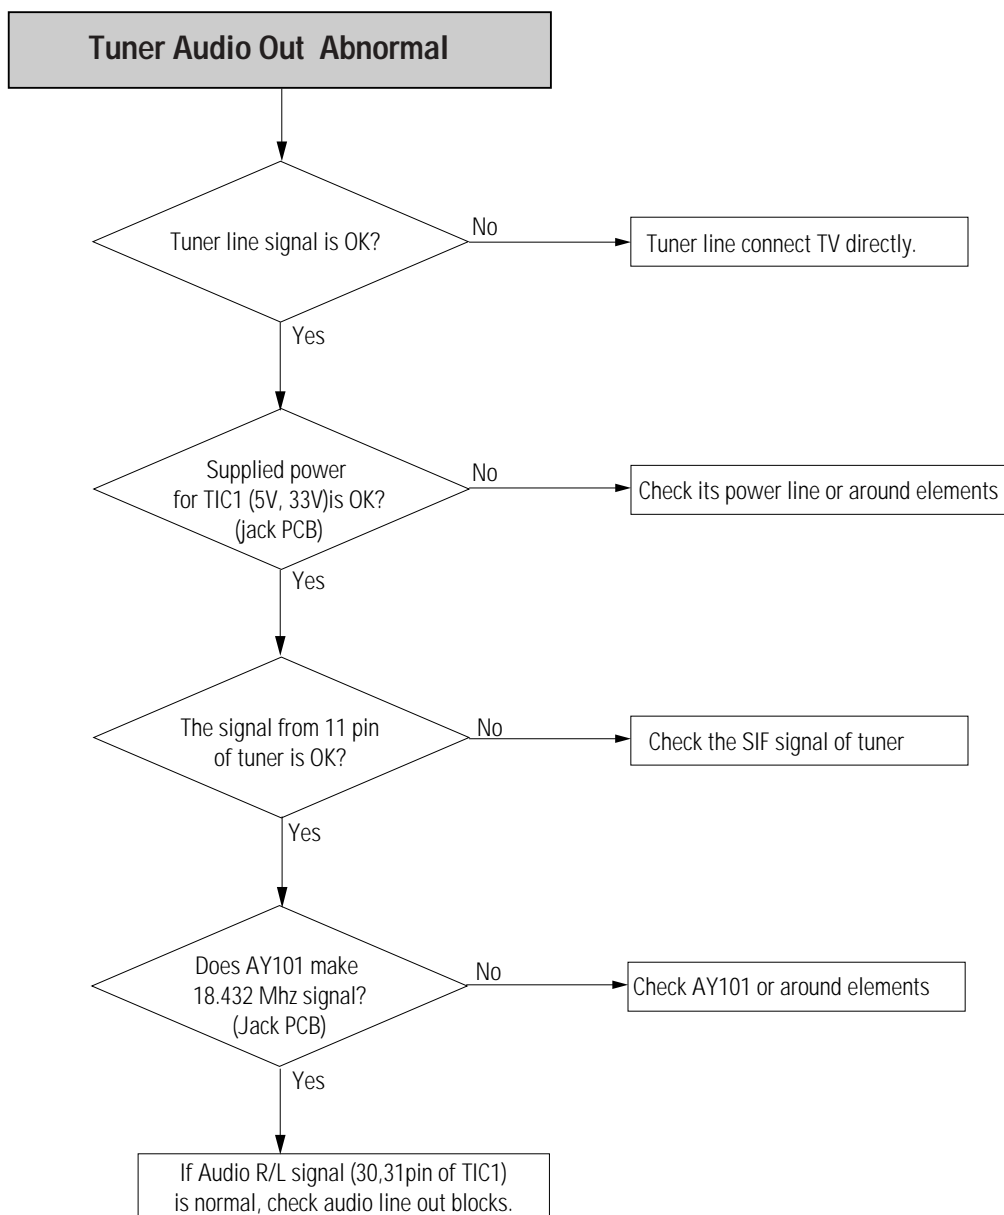 Tuner Audio Out Abnormal
Tuner line signal is OK?
No
Tuner line connect TV directly.
Yes
Supplied power
for TIC1 (5V, 33V)is OK?
(jack PCB)
No
Check its power line or around elements
Yes
The signal from 11 pin
of tuner is OK?
No
Check the SIF signal of tuner
Yes
Does AY101 make
18.432 Mhz signal?
(Jack PCB)
No
Check AY101 or around elements
Yes
If Audio R/L signal (30,31pin of TIC1)
is normal, check audio line out blocks.